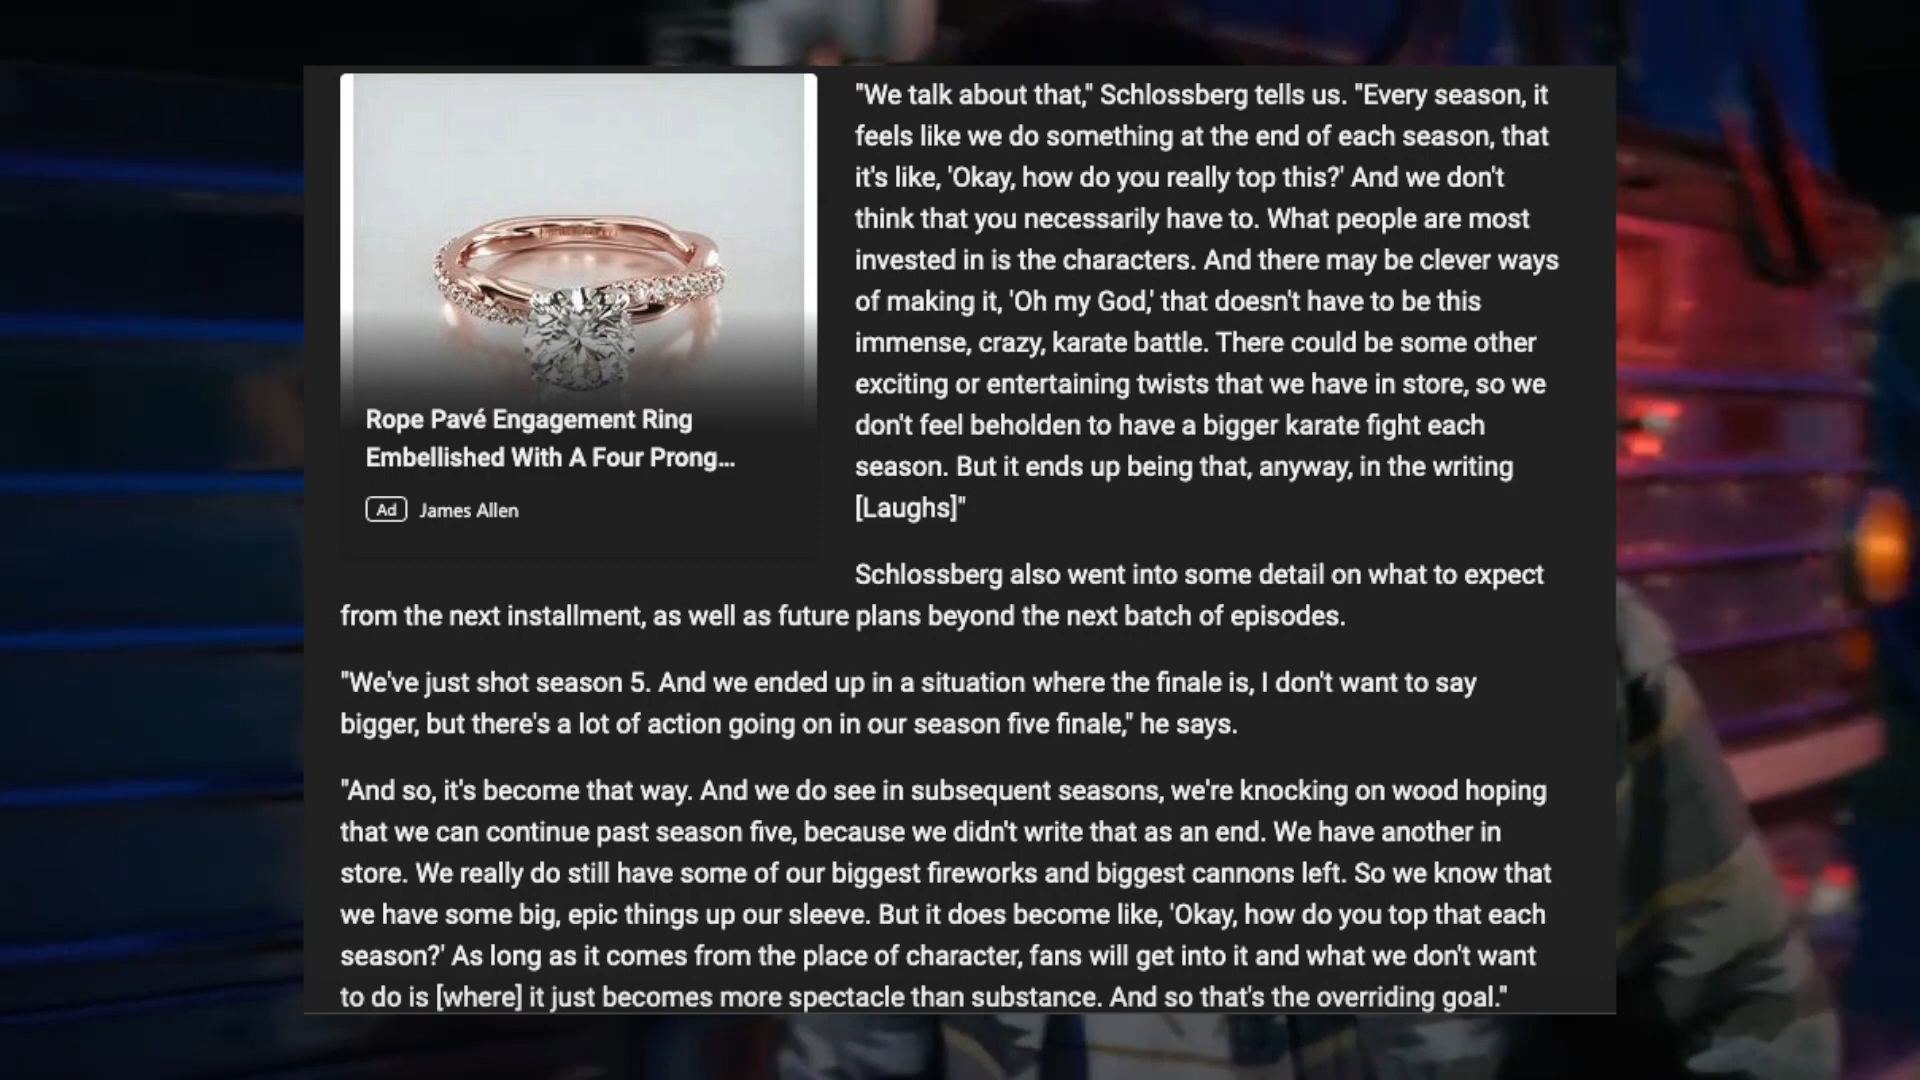 "We talk about that," Schlossberg tells us. "Every season, it
feels like we do something at the end of each season, that
it's like, 'Okay, how do you really top this?' And we don't
think that you necessarily have to. What people are most
invested in is the characters. And there may be clever ways
of making it, 'Oh my God,' that doesn't have to be this
immense, crazy, karate battle. There could be some other
exciting or entertaining twists that we have in store, so we
don't feel beholden to have a bigger karate fight each
season. But it ends up being that, anyway, in the writing
[Laughs]"
Rope Pavé Engagement Ring
Embellished With A Four Prong...
Ad James Allen
Schlossberg also went into some detail on what to expect
from the next installment, as well as future plans beyond the next batch of episodes.
"We've just shot season 5. And we ended up in a situation where the finale is, I don't want to say
bigger, but there's a lot of action going on in our season five finale," he says.
"And so, it's become that way. And we do see in subsequent seasons, we're knocking on wood hoping
that we can continue past season five, because we didn't write that as an end. We have another in
store. We really do still have some of our biggest fireworks and biggest cannons left. So we know that
we have some big, epic things up our sleeve. But it does become like, 'Okay, how do you top that each
season?' As long as it comes from the place of character, fans will get into it and what we don't want
to do is [where] it just becomes more spectacle than substance. And so that's the overriding goal."